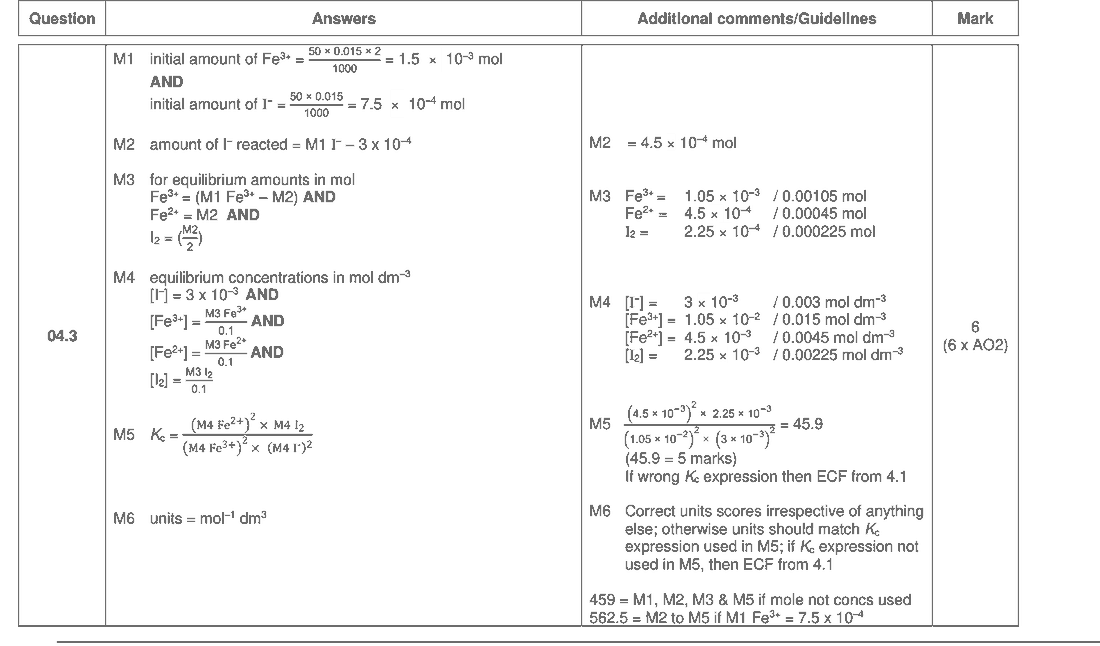 Question Answers Additional comments/Guidelines Mark
M1 initial amount of Fe³⁺ = 50 × 0.015 × 2 / 1000 = 1.5 × 10⁻³ mol
AND
initial amount of I⁻ = 50 × 0.015 / 1000 = 7.5 × 10⁻⁴ mol
M2 amount of I⁻ reacted = M1 I⁻ – 3 x 10⁻⁴
M2 = 4.5 × 10⁻⁴ mol
M3 for equilibrium amounts in mol
Fe³⁺ = (M1 Fe³⁺ – M2) AND
Fe²⁺ = M2 AND
I₂ = (M2 / 2)
M3 Fe³⁺ = 1.05 × 10⁻³ / 0.00105 mol
Fe²⁺ = 4.5 × 10⁻⁴ / 0.00045 mol
I₂ = 2.25 × 10⁻⁴ / 0.000225 mol
M4 equilibrium concentrations in mol dm⁻³
[I⁻] = 3 x 10⁻³ AND
[Fe³⁺] = M3 Fe³⁺ / 0.1 AND
[Fe²⁺] = M3 Fe²⁺ / 0.1 AND
[I₂] = M3 I₂ / 0.1
M4 [I⁻] = 3 × 10⁻³ / 0.003 mol dm⁻³
[Fe³⁺] = 1.05 × 10⁻² / 0.015 mol dm⁻³
[Fe²⁺] = 4.5 × 10⁻³ / 0.0045 mol dm⁻³
[I₂] = 2.25 × 10⁻³ / 0.00225 mol dm⁻³
04.3
6
(6 x AO2)
M5 Kc = (M4 Fe²⁺)² × M4 I₂ / (M4 Fe³⁺)² × (M4 I⁻)²
M5 (4.5 × 10⁻³)² × 2.25 × 10⁻³ / (1.05 × 10⁻²)² × (3 × 10⁻³)² = 45.9
(45.9 = 5 marks)
If wrong Kc expression then ECF from 4.1
M6 units = mol⁻¹ dm³
M6 Correct units scores irrespective of anything
else; otherwise units should match Kc
expression used in M5; if Kc expression not
used in M5, then ECF from 4.1
459 = M1, M2, M3 & M5 if mole not concs used
562.5 = M2 to M5 if M1 Fe³⁺ = 7.5 x 10⁻⁴